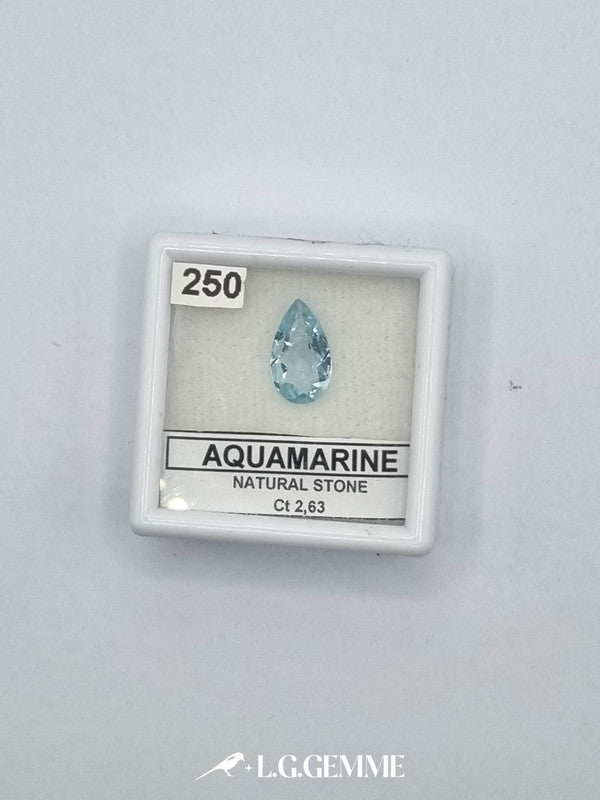 250
AQUAMARINE
NATURAL STONE
Ct 2,63
L.G.GEMME